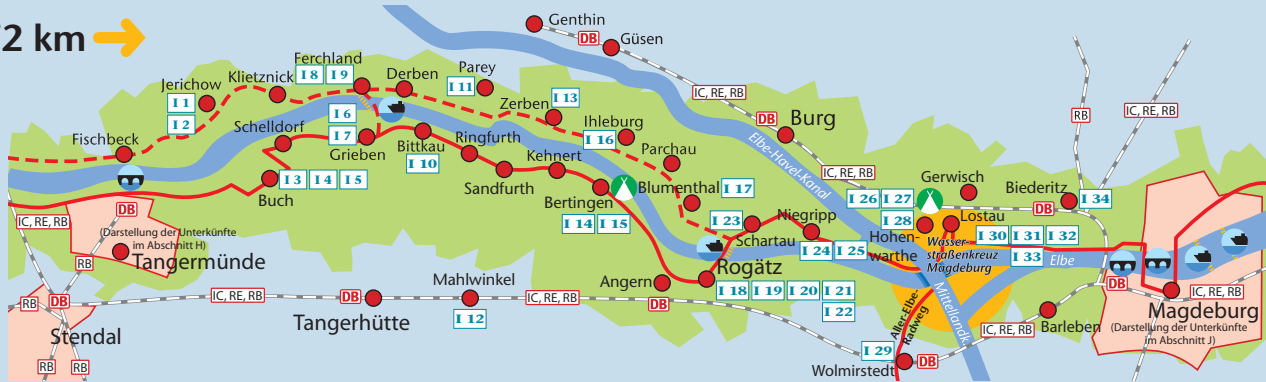 2 km
Genthin
DB
Güsen
IC, RE, RB
DB
Burg
Elbe-Havel-Kanal
IC, RE, RB
Ferchland
I 8 I 9
Derben
Parey
I 11
Klietznick
Jerichow
I 1
I 2
Zerben
I 13
Ihleburg
I 16
Parchau
Fischbeck
Schelldorf
I 6
I 7
Grieben
Bittkau
I 10
Ringfurth
Sandfurth
Kehnert
Bertingen
I 14 I 15
Blumenthal
I 17
I 3 I 4 I 5
Buch
I 23
Schartau
Niegripp
I 24 I 25
I 26 I 27
I 28
Hohen-
warthe
Gerwisch
Lostau
Biederitz
I 34
DB
RB
IC, RE, RB
I 30 I 31 I 32
I 33
Wasser-
straßenkreuz
Magdeburg
Elbe
IC, RE, RB
DB
(Darstellung der Unterkünfte
im Abschnitt H)
Tangermünde
RB
RB
DB
Stendal
RB
RB
IC, RE, RB
DB
Tangerhütte
Mahlwinkel
I 12
IC, RE, RB
Angern
DB
Rogätz
I 18 I 19 I 20 I 21
I 22
Aller-Elbe-
Radweg
Mittellandk.
I 29
Wolmirstedt
DB
IC, RE, RB
Barleben
DB
IC, RE, RB
Magdeburg
(Darstellung der Unterkünfte
im Abschnitt J)